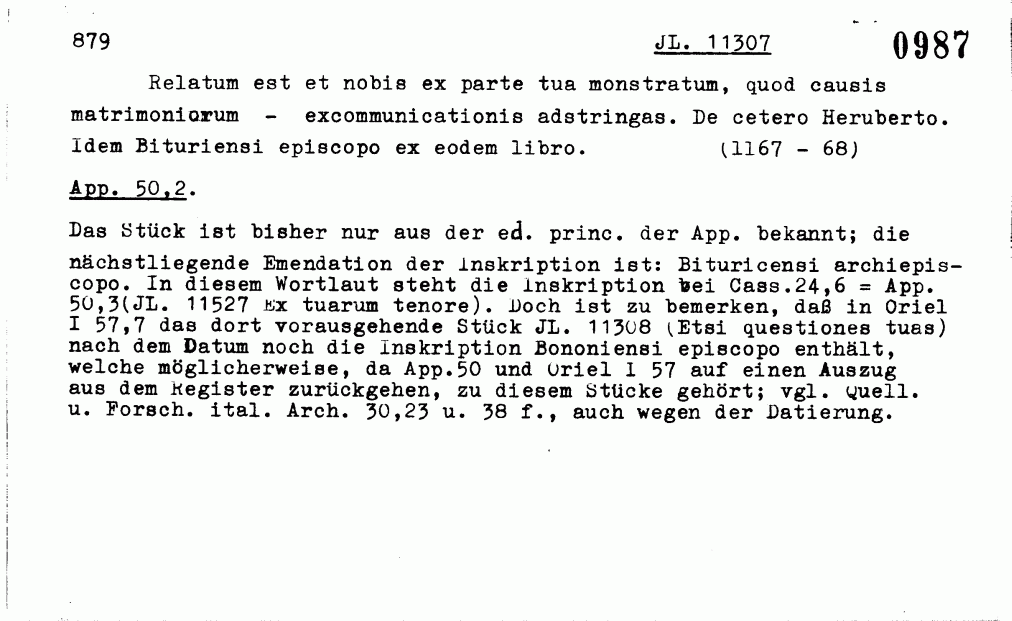 879 JL. 11307 0987
Relatum est et nobis ex parte tua monstratum, quod causis
matrimoniorum - excommunicationis adstringas. De cetero Heruberto.
Idem Bituriensi episcopo ex eodem libro. (1167 - 68)
App. 50,2.
Das Stück ist bisher nur aus der ed. princ. der App. bekannt; die
nächstliegende Emendation der Inskription ist: Bituricensi archiepis-
copo. In diesem Wortlaut steht die Inskription bei Cass.24,6 = App.
50,3(JL. 11527 Ex tuarum tenore). Doch ist zu bemerken, daß in Oriel
I 57,7 das dort vorausgehende Stück JL. 11308 (Etsi questiones tuas)
nach dem Datum noch die Inskription Bononiensi episcopo enthält,
welche möglicherweise, da App.50 und Oriel I 57 auf einen Auszug
aus dem Register zurückgehen, zu diesem Stücke gehört; vgl. Quell.
u. Forsch. ital. Arch. 30,23 u. 38 f., auch wegen der Datierung.